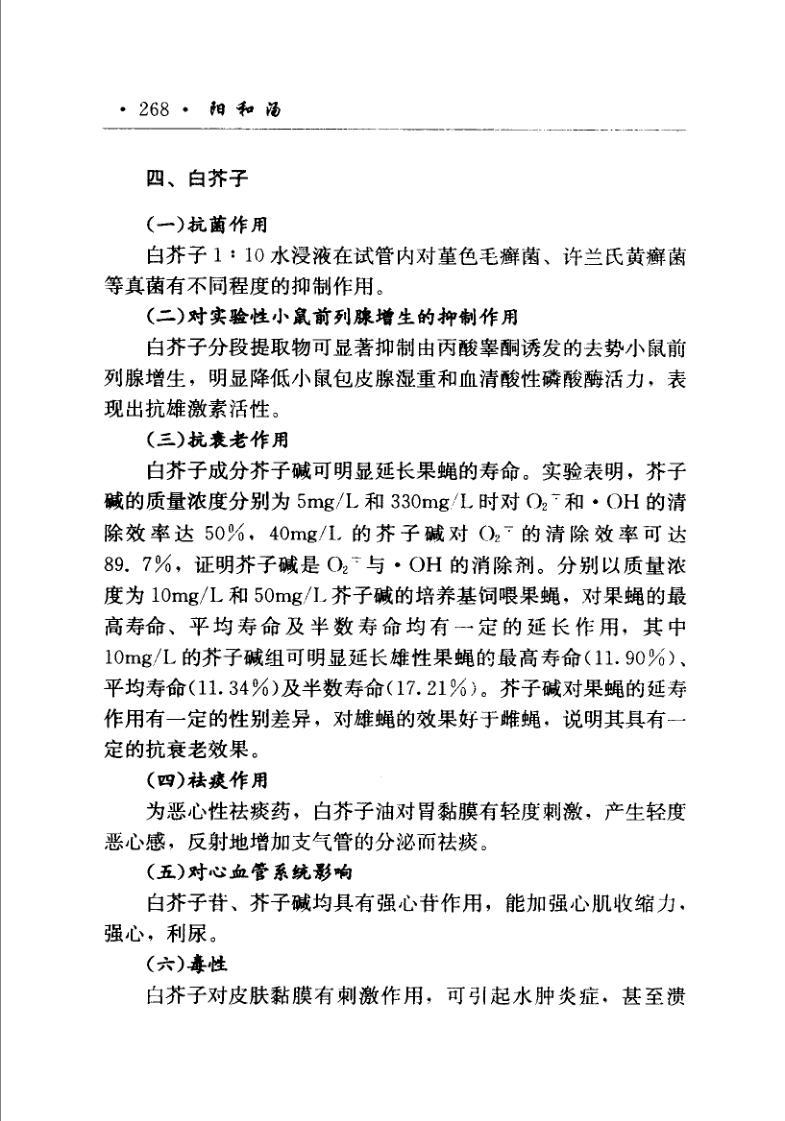 · 268 · 阳和汤
四、白芥子
(一)抗菌作用
白芥子 1∶10 水浸液在试管内对堇色毛癣菌、许兰氏黄癣菌
等真菌有不同程度的抑制作用。
(二)对实验性小鼠前列腺增生的抑制作用
白芥子分段提取物可显著抑制由丙酸睾酮诱发的去势小鼠前
列腺增生，明显降低小鼠包皮腺湿重和血清酸性磷酸酶活力，表
现出抗雄激素活性。
(三)抗衰老作用
白芥子成分芥子碱可明显延长果蝇的寿命。实验表明，芥子
碱的质量浓度分别为 5mg/L 和 330mg/L 时对 O₂⁻̇ 和·OH 的清
除效率达 50%，40mg/L 的芥子碱对 O₂⁻̇ 的清除效率可达
89.7%，证明芥子碱是 O₂⁻̇ 与·OH 的消除剂。分别以质量浓
度为 10mg/L 和 50mg/L 芥子碱的培养基饲喂果蝇，对果蝇的最
高寿命、平均寿命及半数寿命均有一定的延长作用，其中
10mg/L 的芥子碱组可明显延长雄性果蝇的最高寿命(11.90%)、
平均寿命(11.34%)及半数寿命(17.21%)。芥子碱对果蝇的延寿
作用有一定的性别差异，对雄蝇的效果好于雌蝇，说明其具有一
定的抗衰老效果。
(四)祛痰作用
为恶心性祛痰药，白芥子油对胃黏膜有轻度刺激，产生轻度
恶心感，反射地增加支气管的分泌而祛痰。
(五)对心血管系统影响
白芥子苷、芥子碱均具有强心苷作用，能加强心肌收缩力，
强心，利尿。
(六)毒性
白芥子对皮肤黏膜有刺激作用，可引起水肿炎症，甚至溃